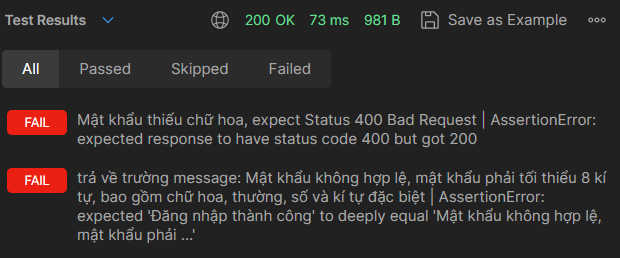 Test Results 200 OK 73 ms 981 B Save as Example
All Passed Skipped Failed
FAIL Mật khẩu thiếu chữ hoa, expect Status 400 Bad Request | AssertionError:
expected response to have status code 400 but got 200
FAIL trả về trường message: Mật khẩu không hợp lệ, mật khẩu phải tối thiểu 8 kí
tự, bao gồm chữ hoa, thường, số và kí tự đặc biệt | AssertionError:
expected 'Đăng nhập thành công' to deeply equal 'Mật khẩu không hợp lệ,
mật khẩu phải ...'